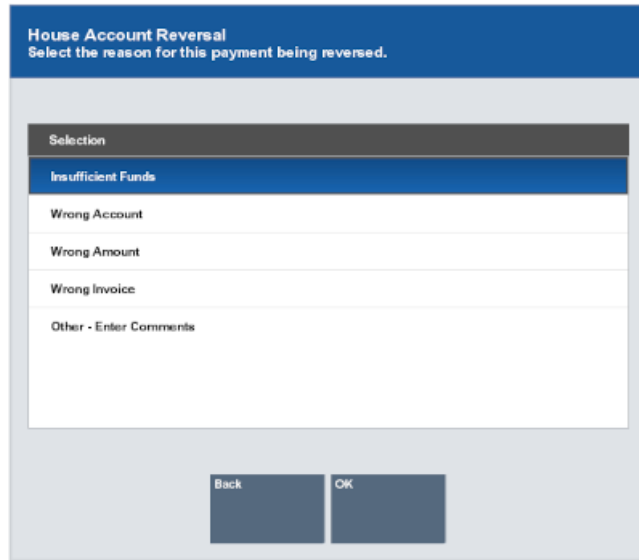 House Account Reversal
Select the reason for this payment being reversed.
Selection
Insufficient Funds
Wrong Account
Wrong Amount
Wrong Invoice
Other - Enter Comments
Back OK